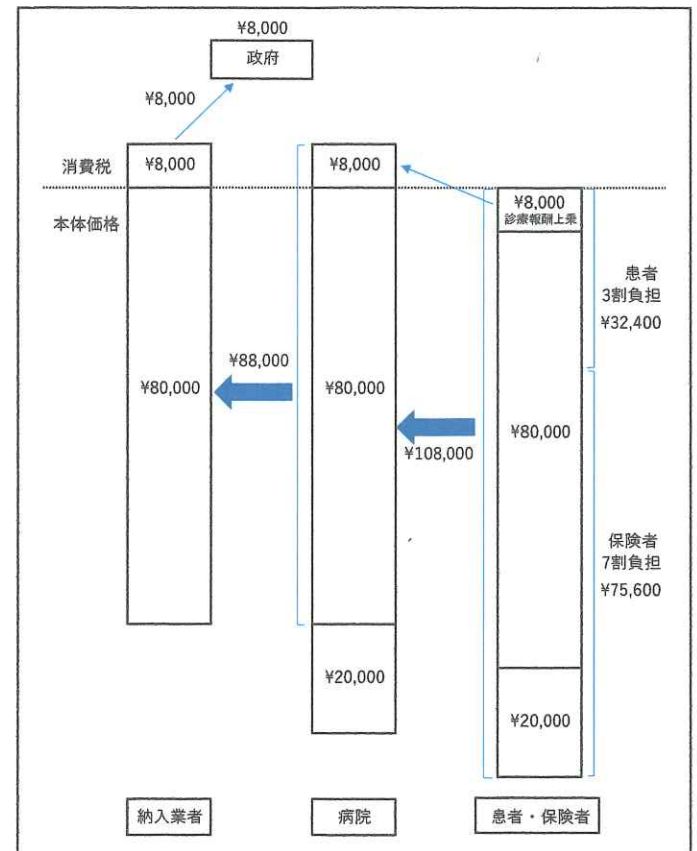 ¥8,000
政府
¥8,000
消費税
¥8,000
¥8,000
¥8,000
診療報酬上乗
本体価格
患者
3割負担
¥32,400
¥88,000
¥80,000
¥80,000
¥80,000
¥108,000
保険者
7割負担
¥75,600
¥20,000
¥20,000
納入業者
病院
患者・保険者